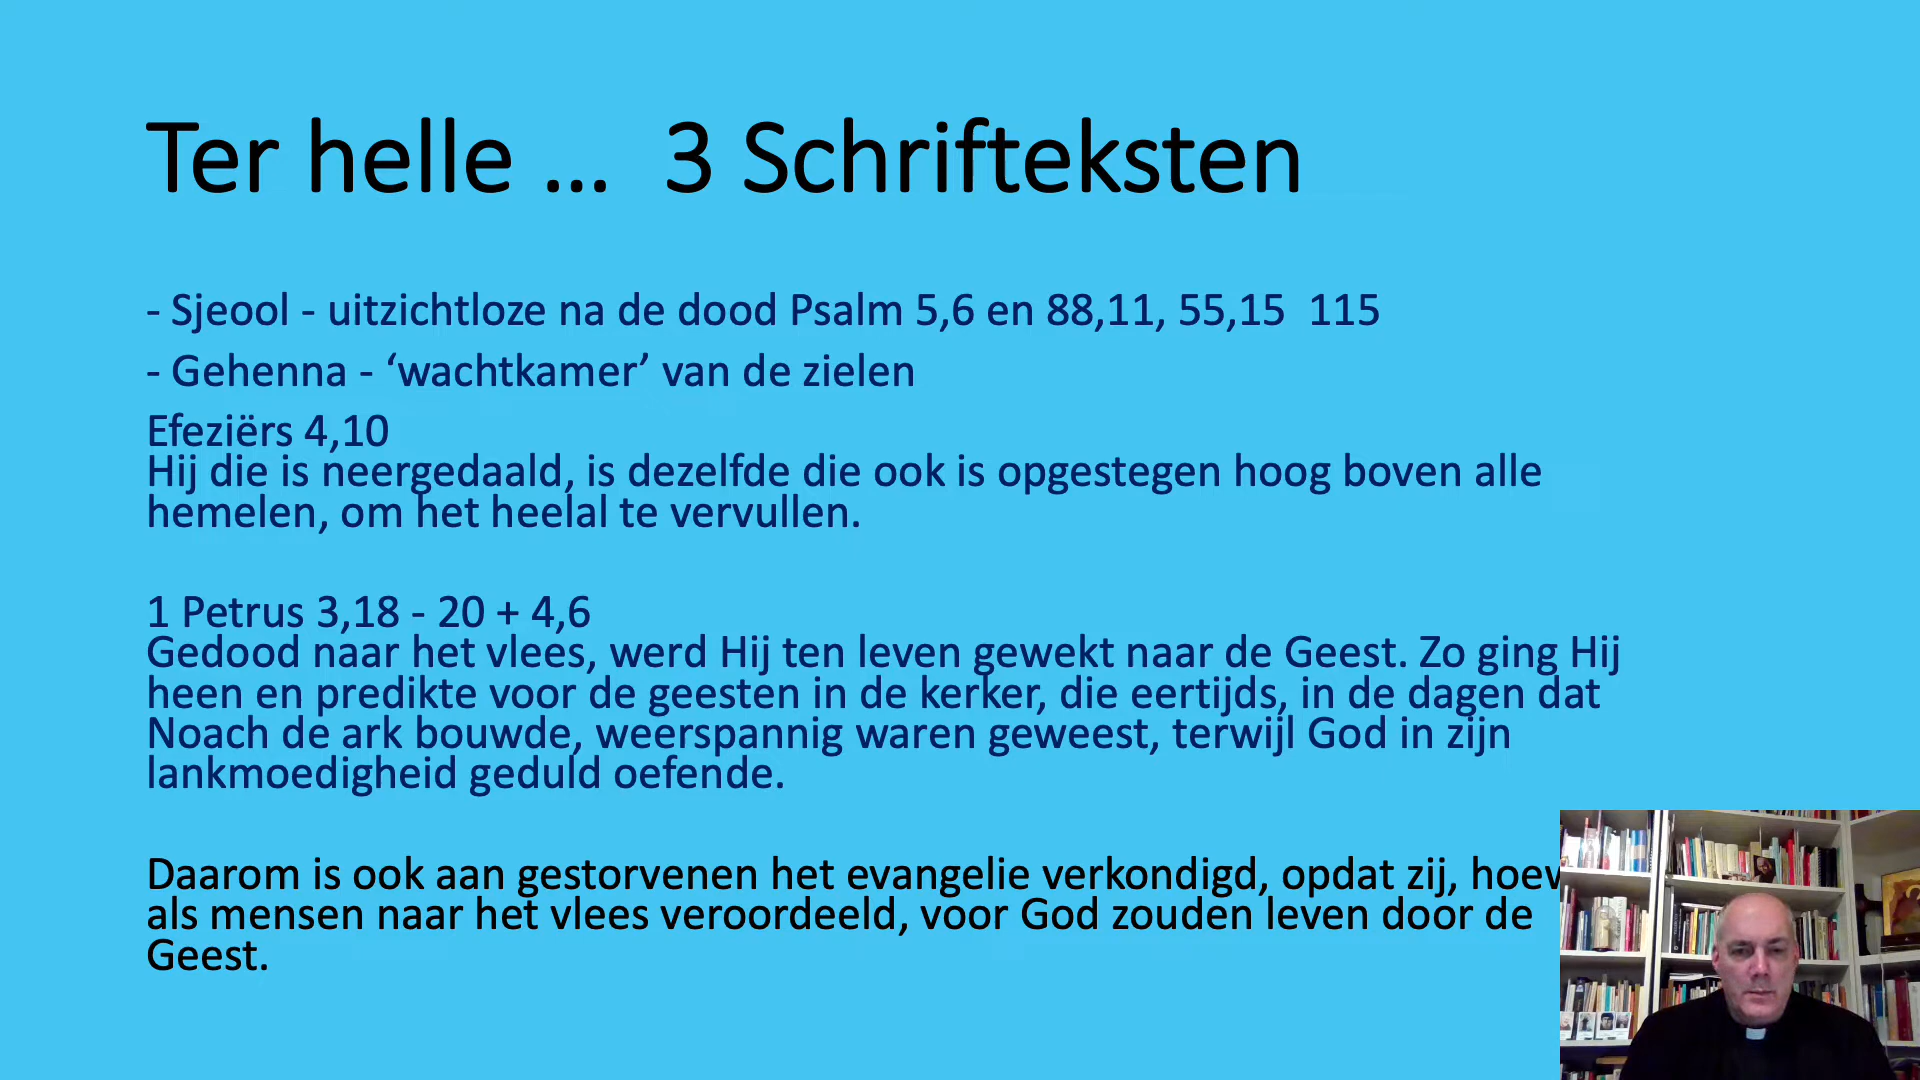 Ter helle ... 3 Schriftteksten
- Sjeool - uitzichtloze na de dood Psalm 5,6 en 88,11, 55,15 115
- Gehenna - ‘wachtkamer’ van de zielen
Efeziërs 4,10
Hij die is neergedaald, is dezelfde die ook is opgestegen hoog boven alle
hemelen, om het heelal te vervullen.
1 Petrus 3,18 - 20 + 4,6
Gedood naar het vlees, werd Hij ten leven gewekt naar de Geest. Zo ging Hij
heen en predikte voor de geesten in de kerker, die eertijds, in de dagen dat
Noach de ark bouwde, weerspannig waren geweest, terwijl God in zijn
lankmoedigheid geduld oefende.
Daarom is ook aan gestorvenen het evangelie verkondigd, opdat zij,
als mensen naar het vlees veroordeeld, voor God zouden leven door de
Geest.